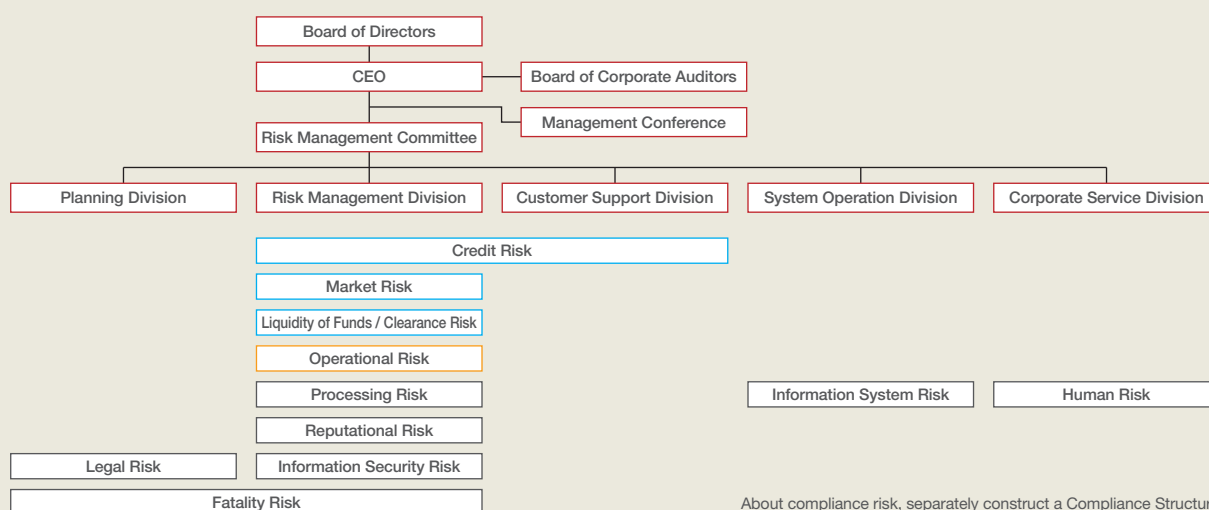 Board of Directors
CEO
Board of Corporate Auditors
Management Conference
Risk Management Committee
Planning Division
Risk Management Division
Customer Support Division
System Operation Division
Corporate Service Division
Credit Risk
Market Risk
Liquidity of Funds / Clearance Risk
Operational Risk
Processing Risk
Information System Risk
Human Risk
Reputational Risk
Legal Risk
Information Security Risk
Fatality Risk
About compliance risk, separately construct a Compliance Structur